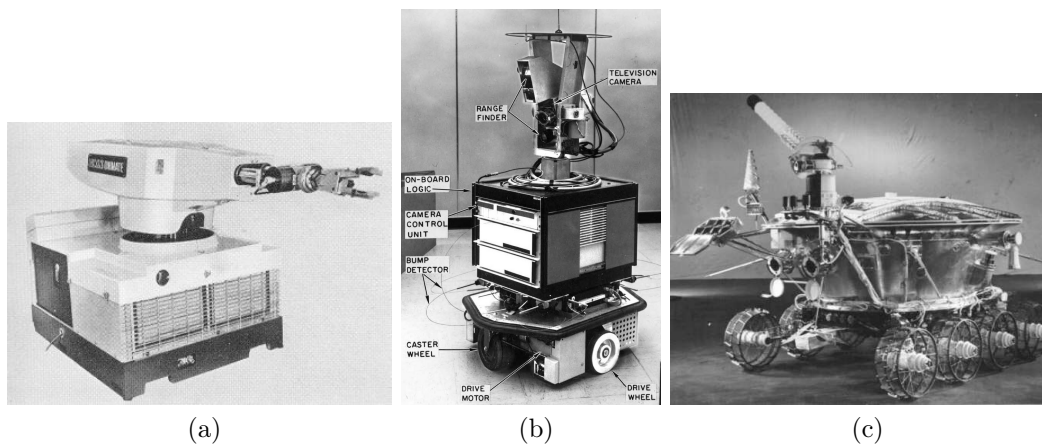 UNIMATE
TELEVISION
CAMERA
RANGE
FINDER
ON-BOARD
LOGIC
CAMERA
CONTROL
UNIT
BUMP
DETECTOR
CASTER
WHEEL
DRIVE
MOTOR
DRIVE
WHEEL
(a)
(b)
(c)